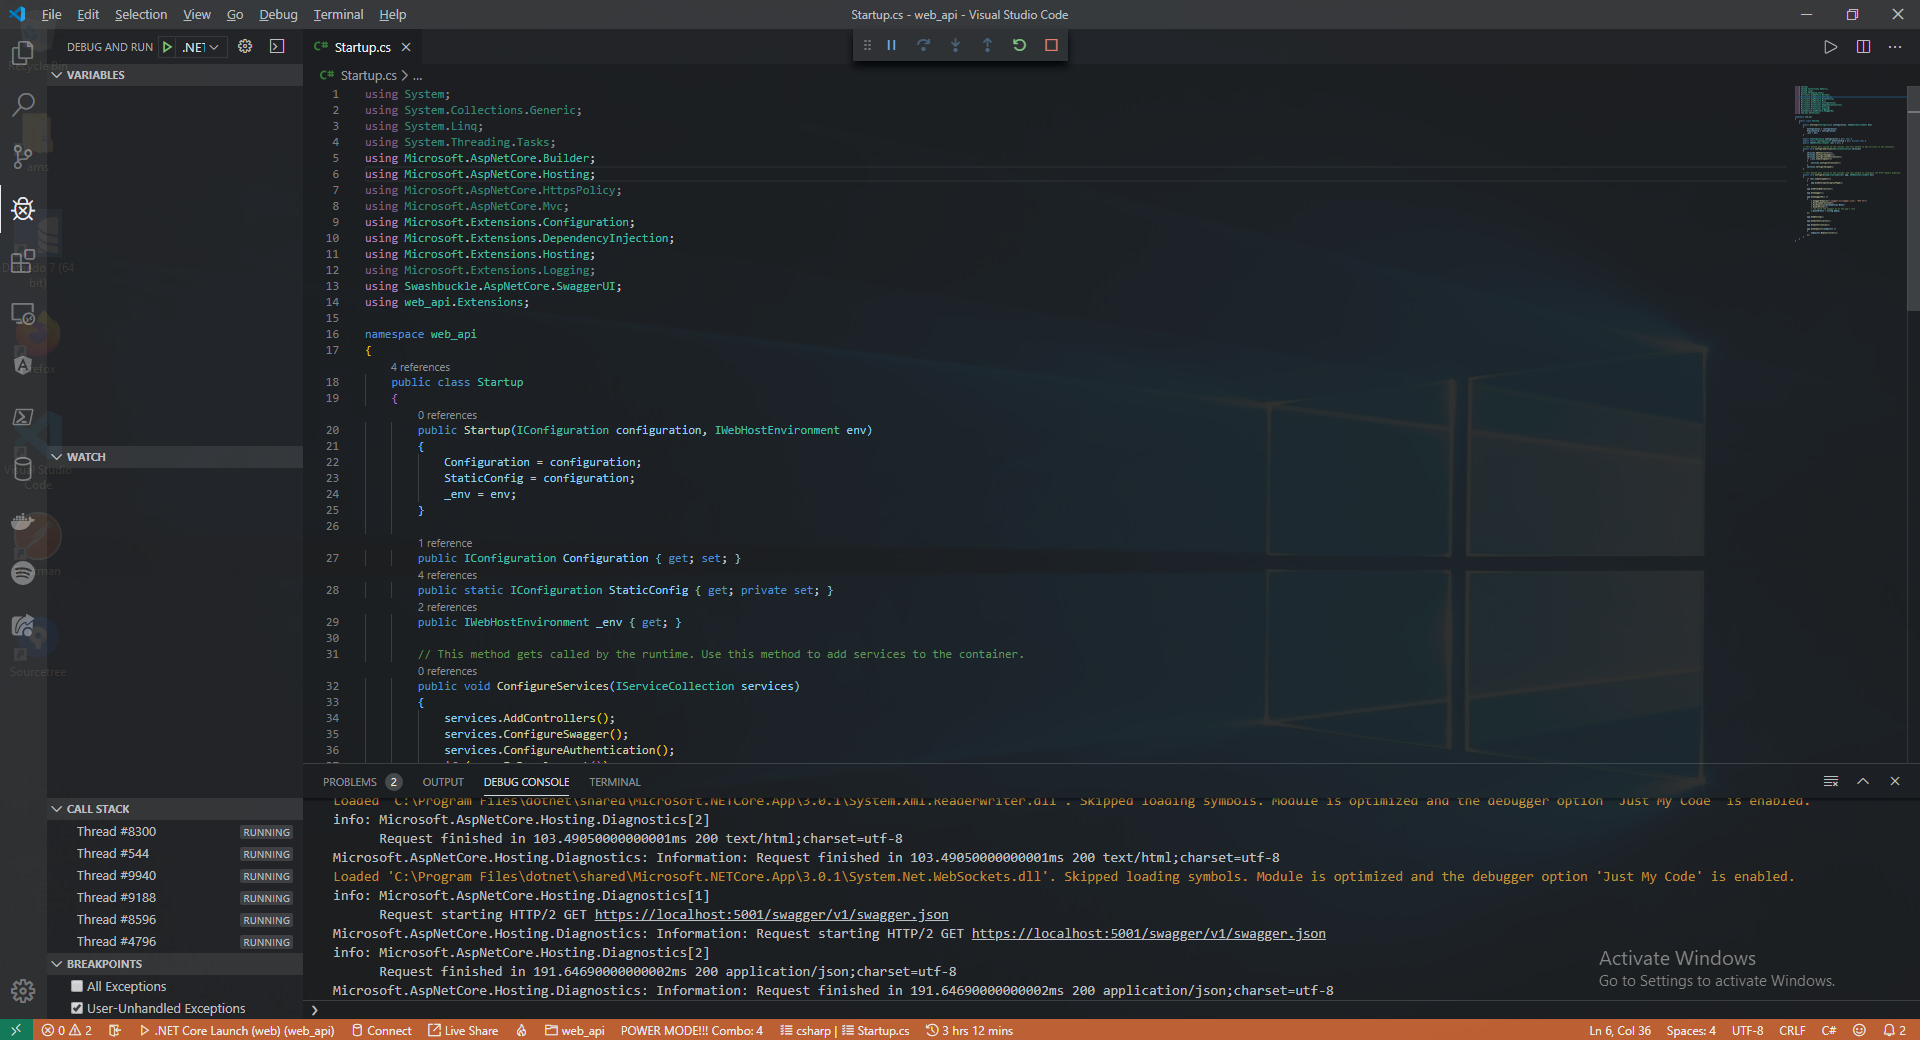 File Edit Selection View Go Debug Terminal Help
Startup.cs - web_api - Visual Studio Code
DEBUG AND RUN .NET
C# Startup.cs
C# Startup.cs > ...
VARIABLES
1 using System;
2 using System.Collections.Generic;
3 using System.Linq;
4 using System.Threading.Tasks;
5 using Microsoft.AspNetCore.Builder;
6 using Microsoft.AspNetCore.Hosting;
7 using Microsoft.AspNetCore.HttpsPolicy;
8 using Microsoft.AspNetCore.Mvc;
9 using Microsoft.Extensions.Configuration;
10 using Microsoft.Extensions.DependencyInjection;
11 using Microsoft.Extensions.Hosting;
12 using Microsoft.Extensions.Logging;
13 using Swashbuckle.AspNetCore.SwaggerUI;
14 using web_api.Extensions;
15
16 namespace web_api
17 {
4 references
18 public class Startup
19 {
0 references
20 public Startup(IConfiguration configuration, IWebHostEnvironment env)
21 {
22 Configuration = configuration;
23 StaticConfig = configuration;
24 _env = env;
25 }
26
1 reference
27 public IConfiguration Configuration { get; set; }
4 references
28 public static IConfiguration StaticConfig { get; private set; }
2 references
29 public IWebHostEnvironment _env { get; }
30
31 // This method gets called by the runtime. Use this method to add services to the container.
0 references
32 public void ConfigureServices(IServiceCollection services)
33 {
34 services.AddControllers();
35 services.ConfigureSwagger();
36 services.ConfigureAuthentication();
WATCH
CALL STACK
Thread #8300 RUNNING
Thread #544 RUNNING
Thread #9940 RUNNING
Thread #9188 RUNNING
Thread #8596 RUNNING
Thread #4796 RUNNING
BREAKPOINTS
All Exceptions
User-Unhandled Exceptions
Recycle Bin
(64
bit)
Visual Studio
Code
Sourcetree
PROBLEMS 2 OUTPUT DEBUG CONSOLE TERMINAL
Loaded 'C:\Program Files\dotnet\shared\Microsoft.NETCore.App\3.0.1\System.Xml.ReaderWriter.dll'. Skipped loading symbols. Module is optimized and the debugger option 'Just My Code' is enabled.
info: Microsoft.AspNetCore.Hosting.Diagnostics[2]
Request finished in 103.49050000000001ms 200 text/html;charset=utf-8
Microsoft.AspNetCore.Hosting.Diagnostics: Information: Request finished in 103.49050000000001ms 200 text/html;charset=utf-8
Loaded 'C:\Program Files\dotnet\shared\Microsoft.NETCore.App\3.0.1\System.Net.WebSockets.dll'. Skipped loading symbols. Module is optimized and the debugger option 'Just My Code' is enabled.
info: Microsoft.AspNetCore.Hosting.Diagnostics[1]
Request starting HTTP/2 GET https://localhost:5001/swagger/v1/swagger.json
Microsoft.AspNetCore.Hosting.Diagnostics: Information: Request starting HTTP/2 GET https://localhost:5001/swagger/v1/swagger.json
info: Microsoft.AspNetCore.Hosting.Diagnostics[2]
Request finished in 191.64690000000002ms 200 application/json;charset=utf-8
Microsoft.AspNetCore.Hosting.Diagnostics: Information: Request finished in 191.64690000000002ms 200 application/json;charset=utf-8
Activate Windows
Go to Settings to activate Windows.
0 2 .NET Core Launch (web) (web_api) Connect Live Share web_api POWER MODE!!! Combo: 4 csharp | Startup.cs 3 hrs 12 mins Ln 6, Col 36 Spaces: 4 UTF-8 CRLF C# 2